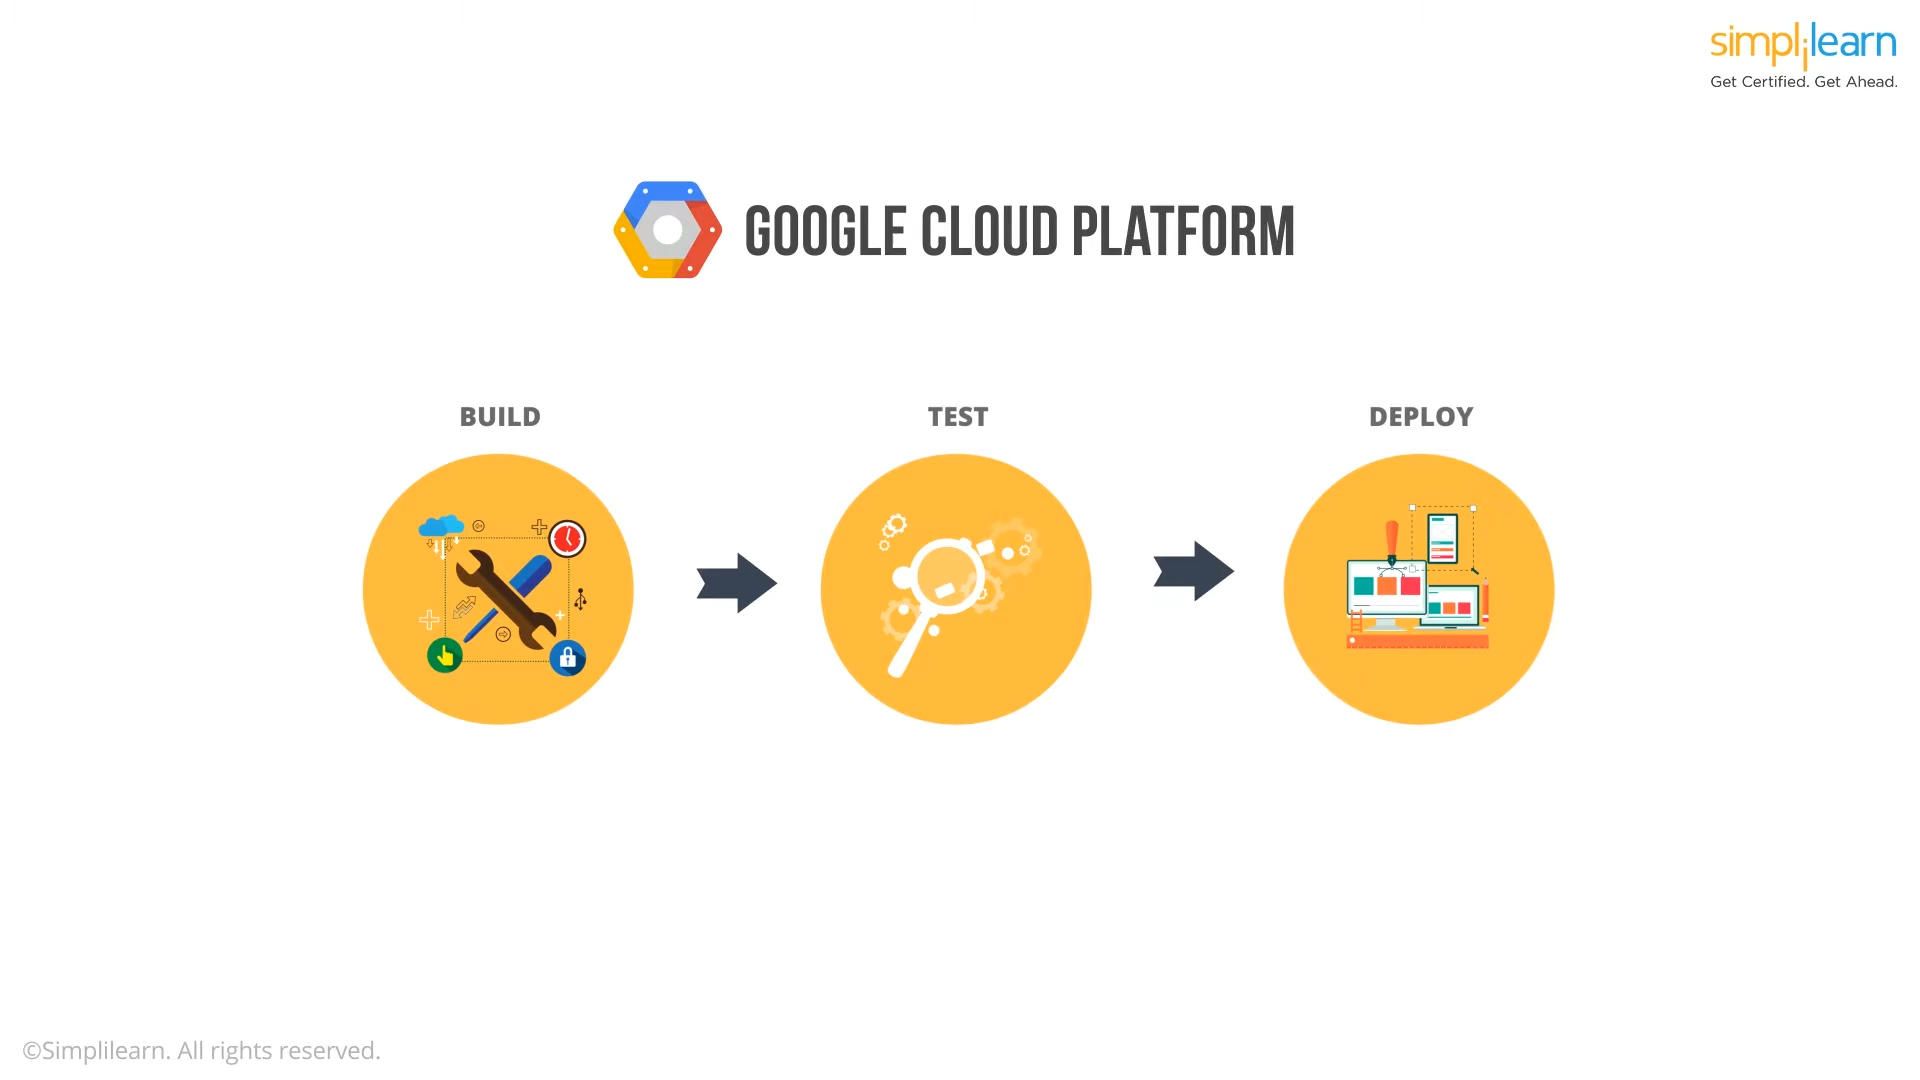 simplilearn
Get Certified. Get Ahead.
GOOGLE CLOUD PLATFORM
BUILD
TEST
DEPLOY
©Simplilearn. All rights reserved.